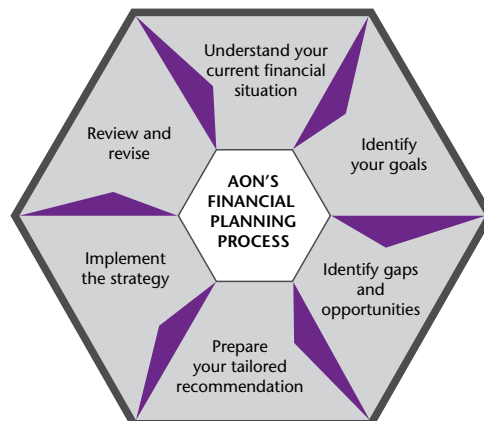 Understand your
current financial
situation
Identify
your goals
Identify gaps
and
opportunities
Prepare
your tailored
recommendation
Implement
the strategy
Review and
revise
AON'S
FINANCIAL
PLANNING
PROCESS